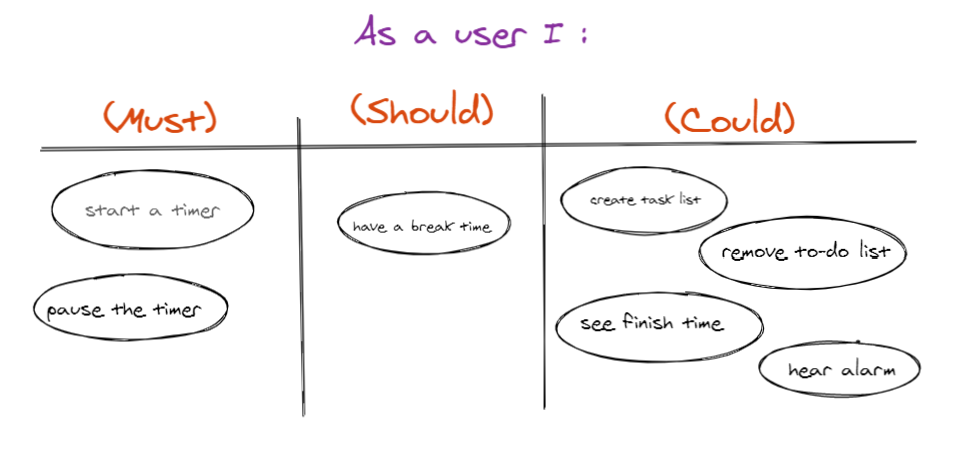 As a user I :
(Must)
(Should)
(Could)
start a timer
pause the timer
have a break time
create task list
remove to-do list
see finish time
hear alarm